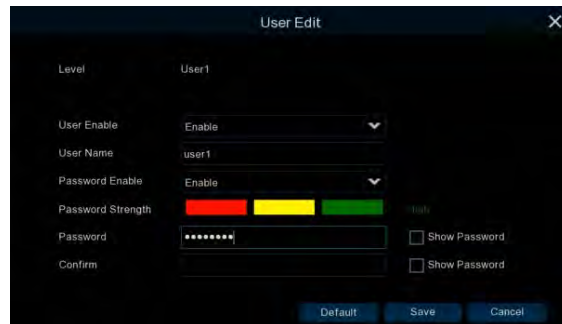 User Edit
Level User1
User Enable Enable
User Name user1
Password Enable Enable
Password Strength
Password •••••••• Show Password
Confirm Show Password
Default Save Cancel